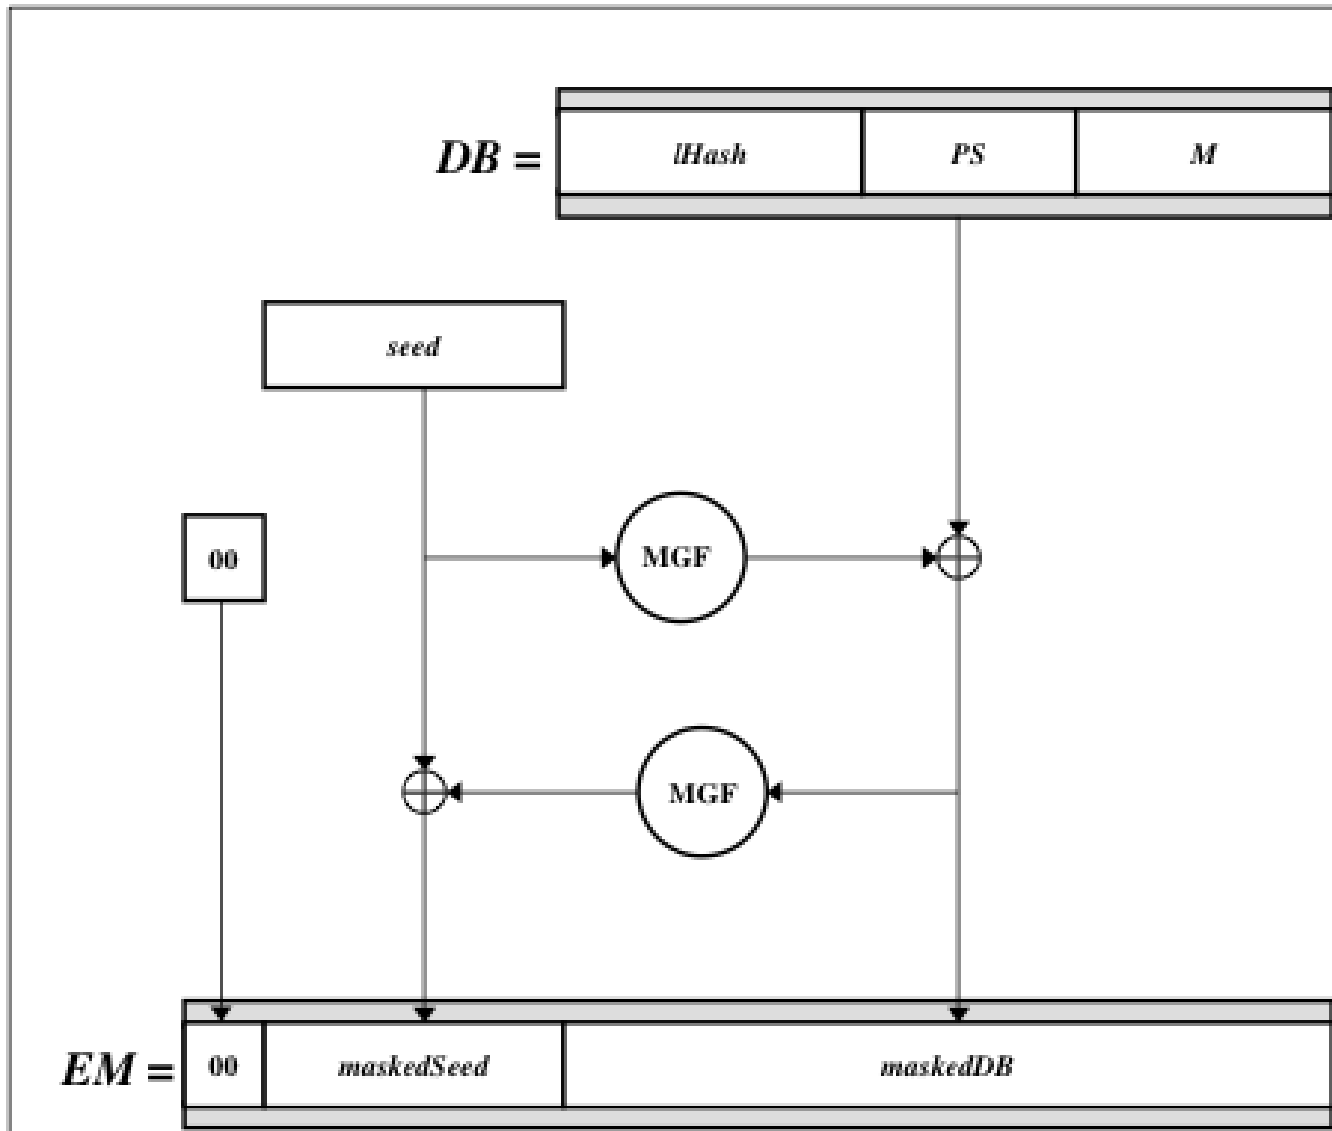 DB = lHash PS M
seed
00 MGF
MGF
EM = 00 maskedSeed maskedDB